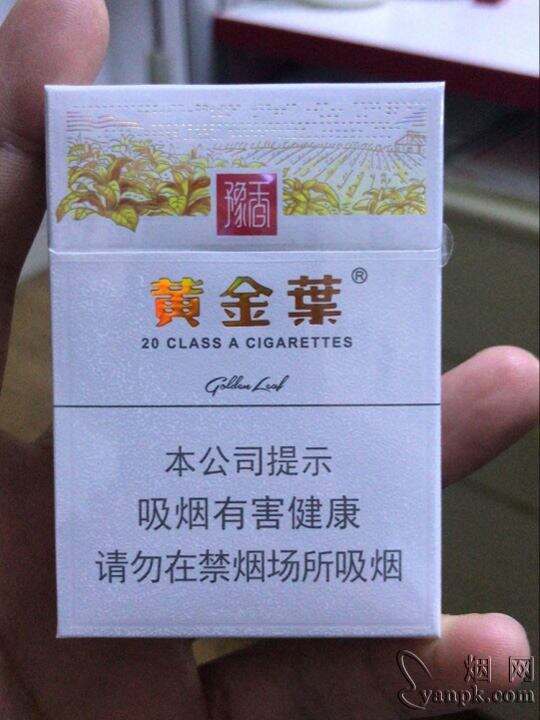 豫香
黄金葉®
20 CLASS A CIGARETTES
Golden Leaf
本公司提示
吸烟有害健康
请勿在禁烟场所吸烟
烟网
yanpk.com